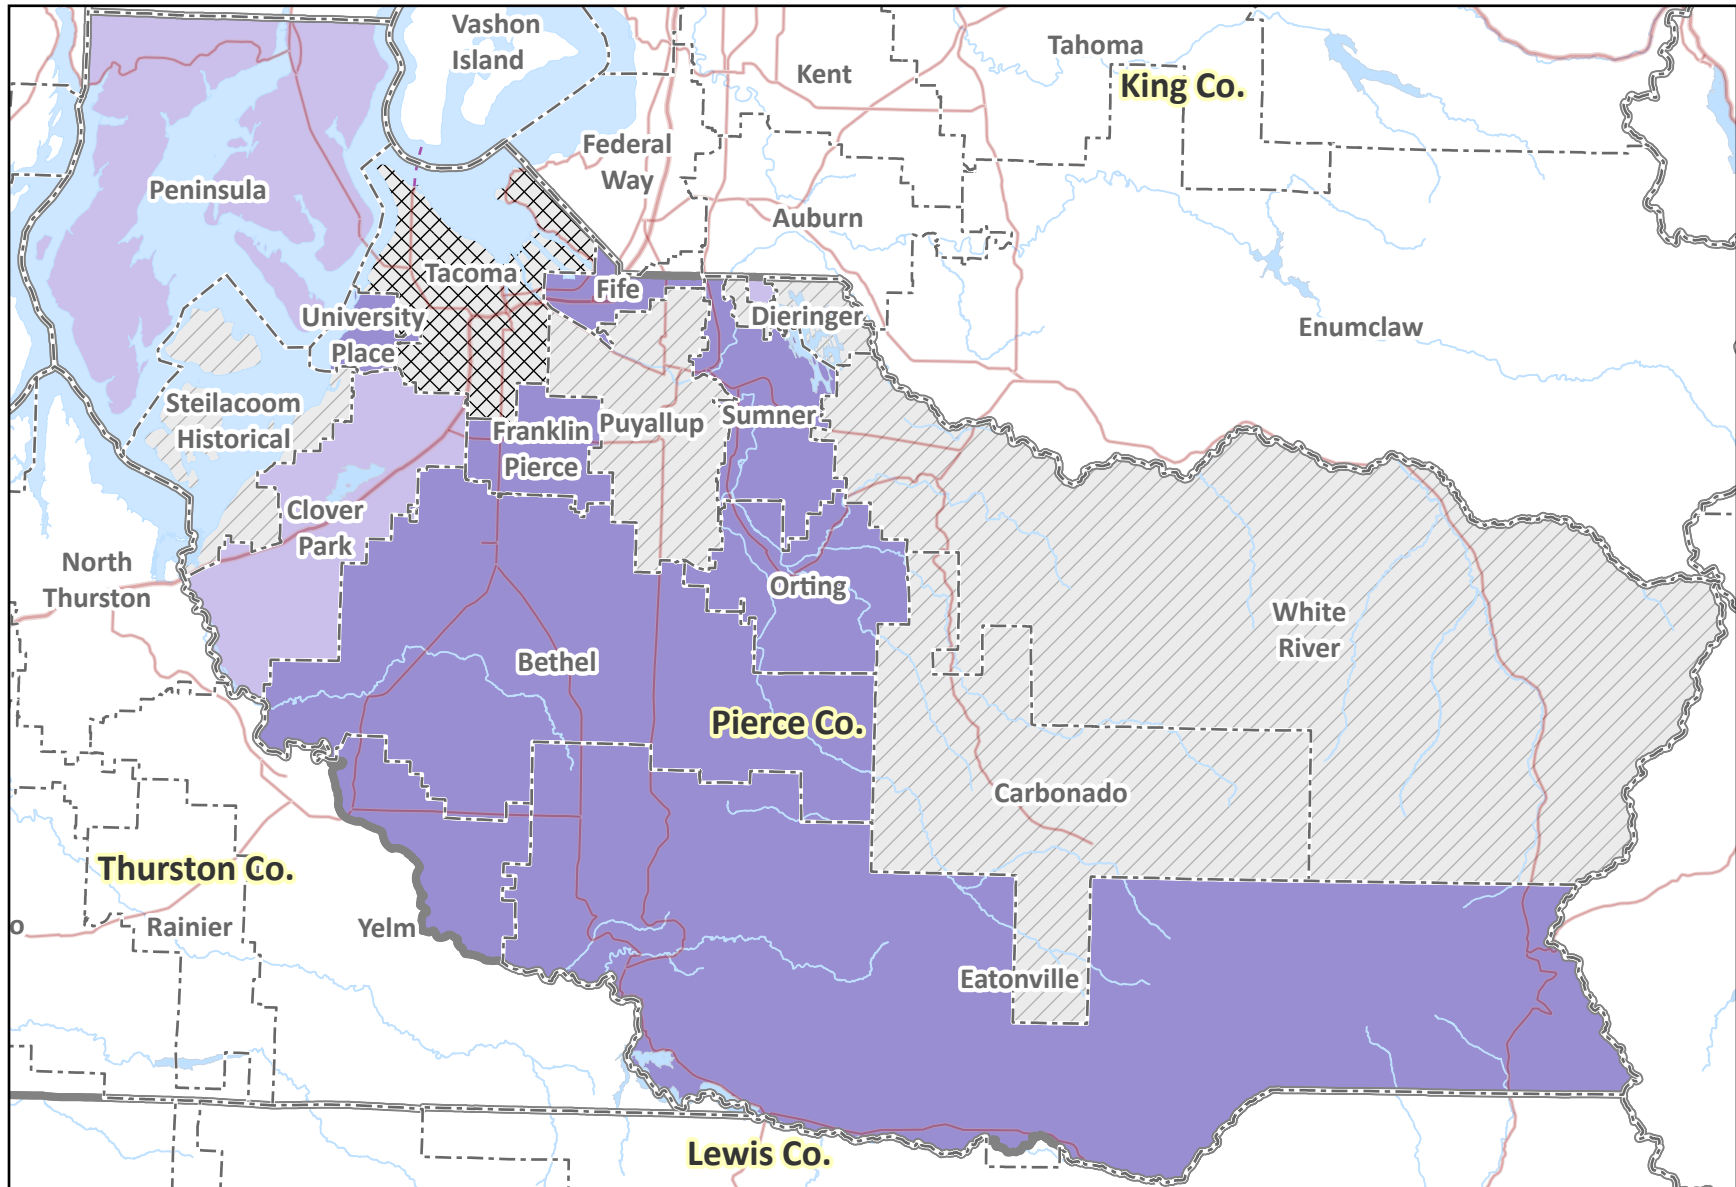 Vashon
Island
Tahoma
Kent
King Co.
Federal
Way
Peninsula
Auburn
Tacoma
Fife
University
Place
Dieringer
Enumclaw
Steilacoom
Historical
Franklin
Pierce
Puyallup
Sumner
Clover
Park
North
Thurston
Orting
White
River
Bethel
Pierce Co.
Carbonado
Thurston Co.
o
Rainier
Yelm
Eatonville
Lewis Co.